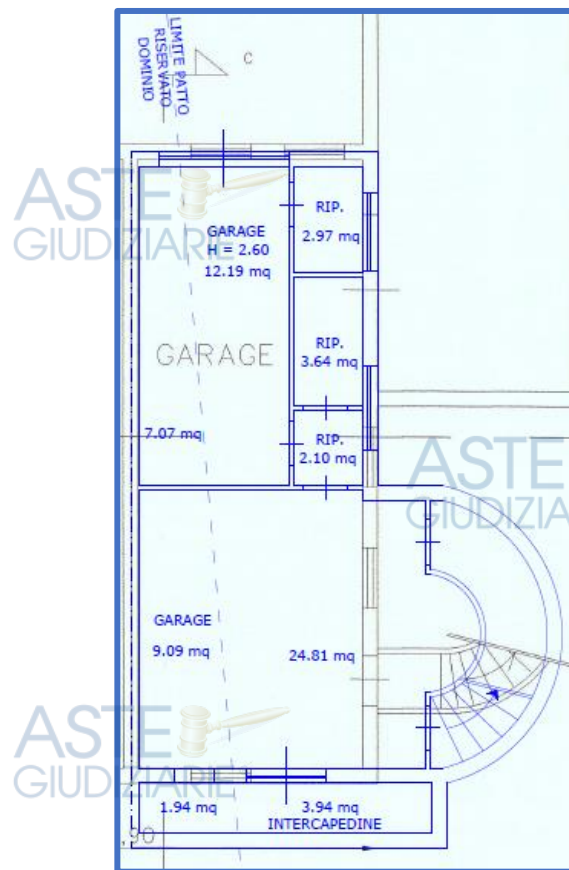 LIMITE PATTO
RISERVATO
DOMINIO
C
ASTE
GIUDIZIARIE
GARAGE
H = 2.60
12.19 mq
RIP.
2.97 mq
GARAGE
RIP.
3.64 mq
7.07 mq
RIP.
2.10 mq
ASTE
GIUDIZIA
GARAGE
9.09 mq
24.81 mq
ASTE
GIUDIZIARIE
1.94 mq
3.94 mq
INTERCAPEDINE
,90